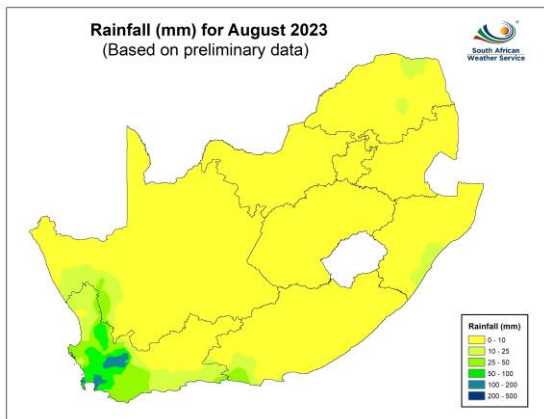 Rainfall (mm) for August 2023
(Based on preliminary data)
South African
Weather Service
Rainfall (mm)
0 - 10
10 - 25
25 - 50
50 - 100
100 - 200
200 - 500